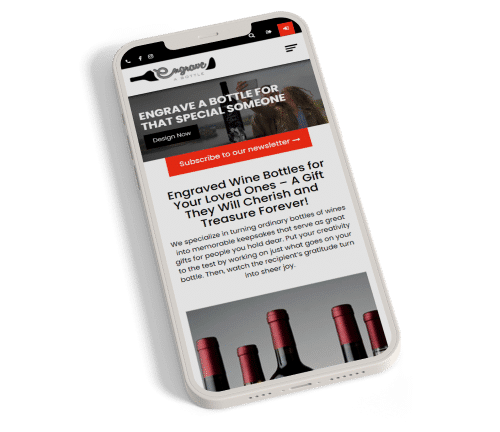 Engrave
A BOTTLE
ENGRAVE A BOTTLE FOR
THAT SPECIAL SOMEONE
Design Now
Subscribe to our newsletter →
Engraved Wine Bottles for
Your Loved Ones – A Gift
They Will Cherish and
Treasure Forever!
We specialize in turning ordinary bottles of wines
into memorable keepsakes that serve as great
gifts for people you hold dear. Put your creativity
to the test by working on just what goes on your
bottle. Then, watch the recipient's gratitude turn
into sheer joy.